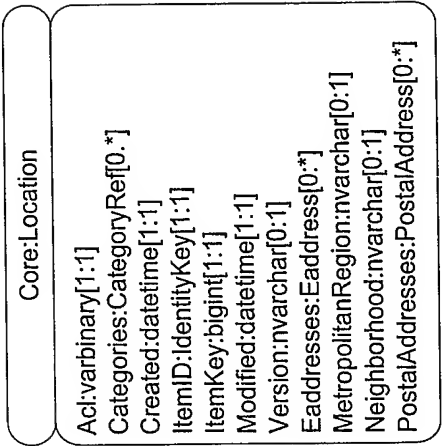 Core:Location
Acl:varbinary[1:1]
Categories:CategoryRef[0.*]
Created:datetime[1:1]
ItemID:IdentityKey[1:1]
ItemKey:bigint[1:1]
Modified:datetime[1:1]
Version:nvarchar[0:1]
Eaddresses:Eaddress[0:*]
MetropolitanRegion:nvarchar[0:1]
Neighborhood:nvarchar[0:1]
PostalAddresses:PostalAddress[0:*]